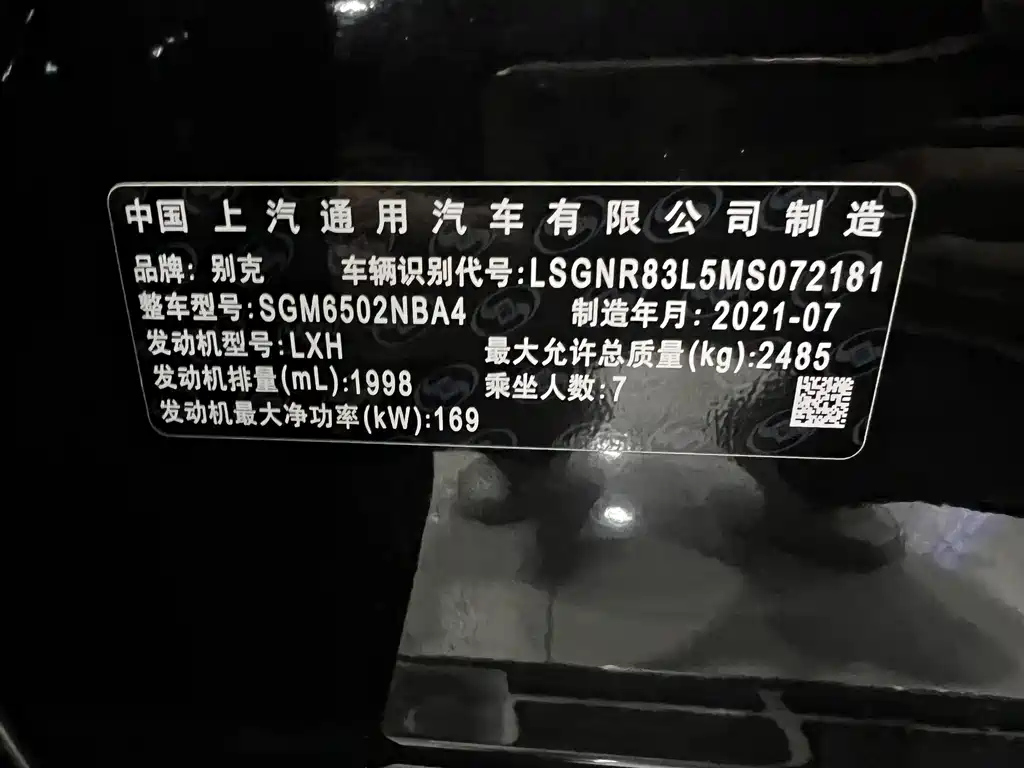 中国 上汽通用汽车有限公司制造
品牌: 别克 车辆识别代号:LSGNR83L5MS072181
整车型号:SGM6502NBA4 制造年月: 2021-07
发动机型号:LXH 最大允许总质量(kg):2485
发动机排量(mL):1998 乘坐人数:7
发动机最大净功率(kW):169